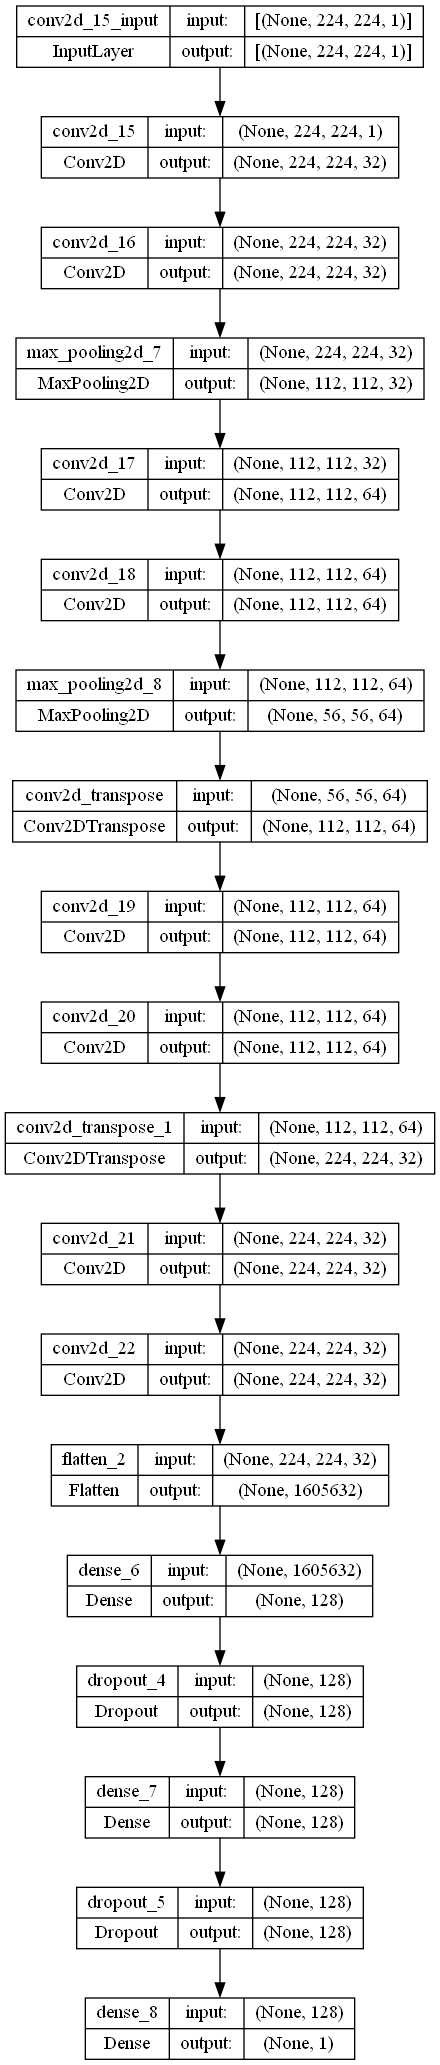 conv2d_15_input input: [(None, 224, 224, 1)]
InputLayer output: [(None, 224, 224, 1)]
conv2d_15 input: (None, 224, 224, 1)
Conv2D output: (None, 224, 224, 32)
conv2d_16 input: (None, 224, 224, 32)
Conv2D output: (None, 224, 224, 32)
max_pooling2d_7 input: (None, 224, 224, 32)
MaxPooling2D output: (None, 112, 112, 32)
conv2d_17 input: (None, 112, 112, 32)
Conv2D output: (None, 112, 112, 64)
conv2d_18 input: (None, 112, 112, 64)
Conv2D output: (None, 112, 112, 64)
max_pooling2d_8 input: (None, 112, 112, 64)
MaxPooling2D output: (None, 56, 56, 64)
conv2d_transpose input: (None, 56, 56, 64)
Conv2DTranspose output: (None, 112, 112, 64)
conv2d_19 input: (None, 112, 112, 64)
Conv2D output: (None, 112, 112, 64)
conv2d_20 input: (None, 112, 112, 64)
Conv2D output: (None, 112, 112, 64)
conv2d_transpose_1 input: (None, 112, 112, 64)
Conv2DTranspose output: (None, 224, 224, 32)
conv2d_21 input: (None, 224, 224, 32)
Conv2D output: (None, 224, 224, 32)
conv2d_22 input: (None, 224, 224, 32)
Conv2D output: (None, 224, 224, 32)
flatten_2 input: (None, 224, 224, 32)
Flatten output: (None, 1605632)
dense_6 input: (None, 1605632)
Dense output: (None, 128)
dropout_4 input: (None, 128)
Dropout output: (None, 128)
dense_7 input: (None, 128)
Dense output: (None, 128)
dropout_5 input: (None, 128)
Dropout output: (None, 128)
dense_8 input: (None, 128)
Dense output: (None, 1)